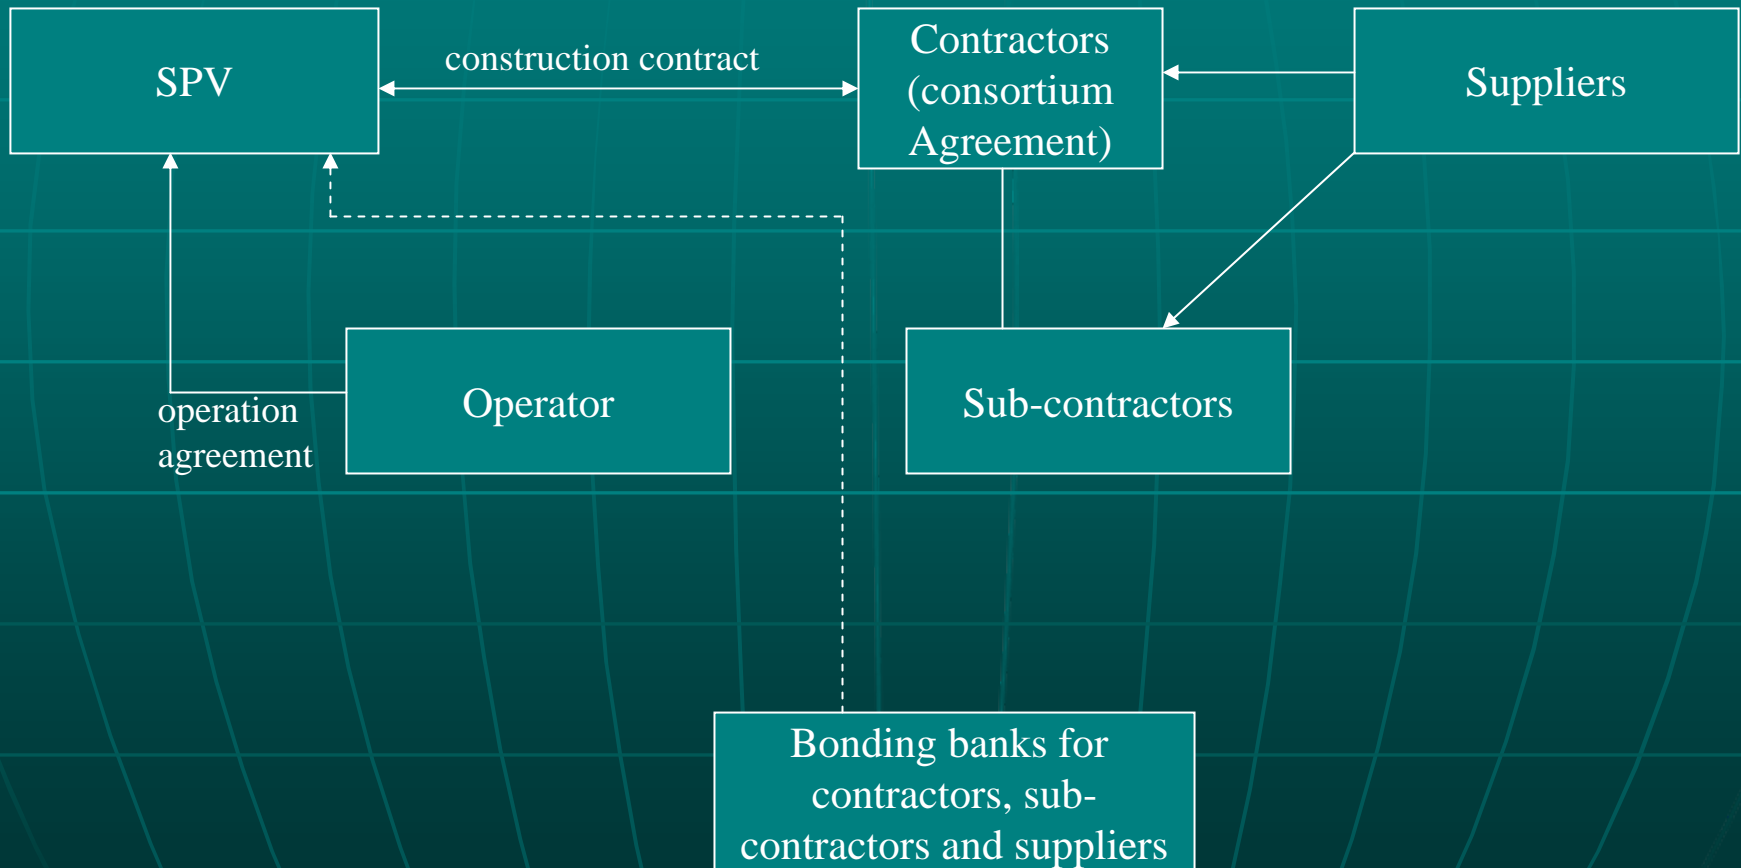 SPV
construction contract
Contractors
(consortium
Agreement)
Suppliers
operation
agreement
Operator
Sub-contractors
Bonding banks for
contractors, sub-
contractors and suppliers